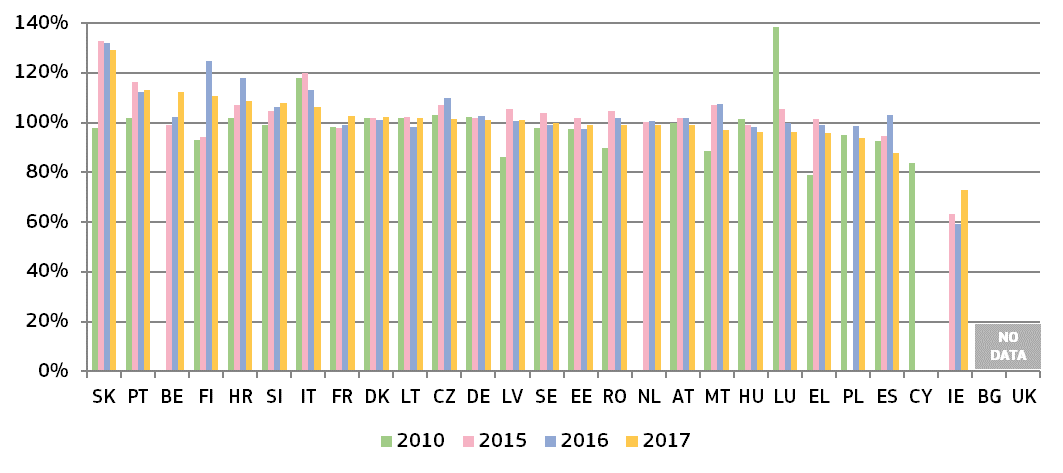 140%
120%
100%
80%
60%
40%
20%
0%
NO
DATA
SK PT BE FI HR SI IT FR DK LT CZ DE LV SE EE RO NL AT MT HU LU EL PL ES CY IE BG UK
2010 2015 2016 2017